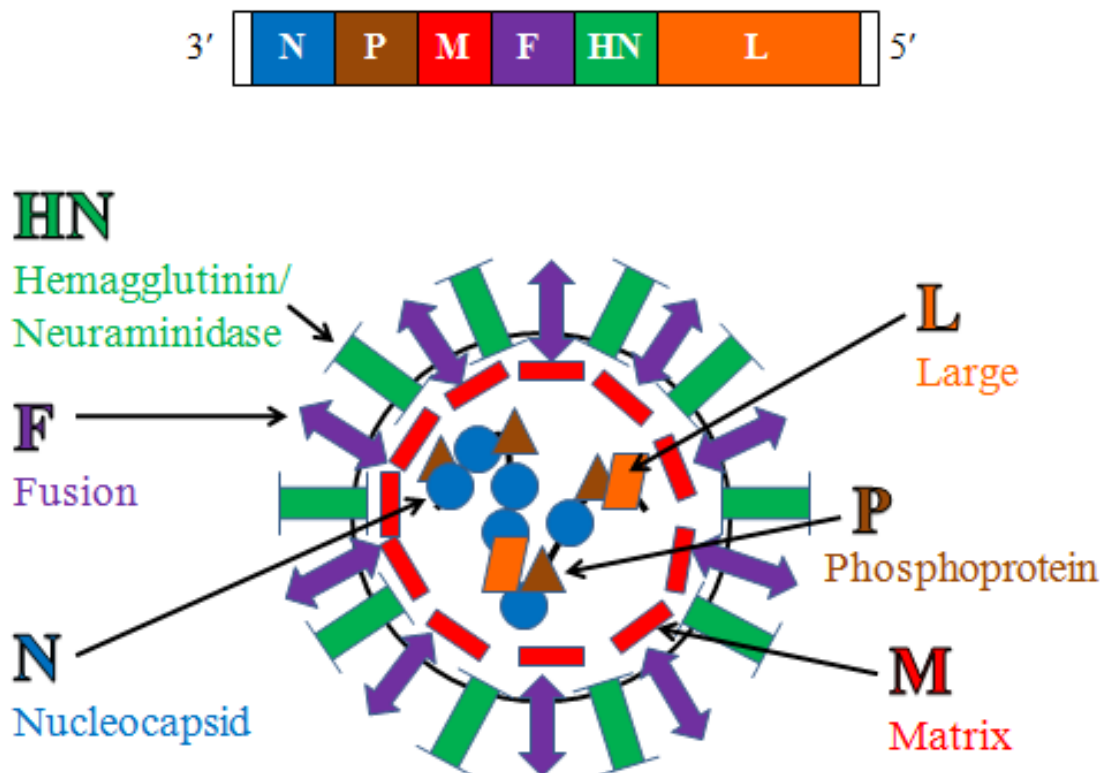 3′ N P M F HN L 5′
HN
Hemagglutinin/
Neuraminidase
L
Large
F
Fusion
P
Phosphoprotein
N
Nucleocapsid
M
Matrix